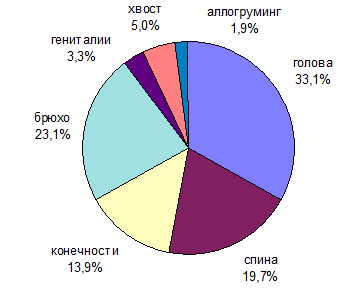 хвост
5,0%
аллогруминг
1,9%
гениталии
3,3%
голова
33,1%
брюхо
23,1%
конечности
13,9%
спина
19,7%